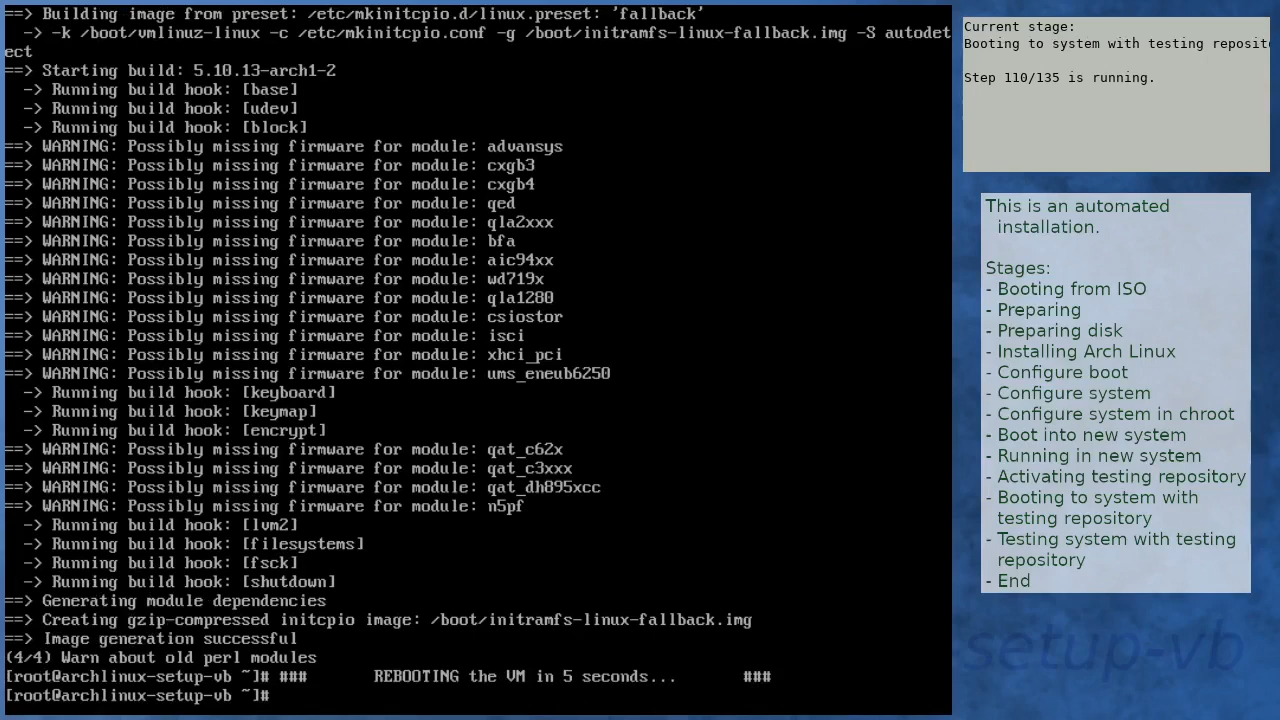 ==> Building image from preset: /etc/mkinitcpio.d/linux.preset: 'fallback'
  -> -k /boot/vmlinuz-linux -c /etc/mkinitcpio.conf -g /boot/initramfs-linux-fallback.img -S autodet
ect
==> Starting build: 5.10.13-arch1-2
  -> Running build hook: [base]
  -> Running build hook: [udev]
  -> Running build hook: [block]
==> WARNING: Possibly missing firmware for module: advansys
==> WARNING: Possibly missing firmware for module: cxgb3
==> WARNING: Possibly missing firmware for module: cxgb4
==> WARNING: Possibly missing firmware for module: qed
==> WARNING: Possibly missing firmware for module: qla2xxx
==> WARNING: Possibly missing firmware for module: bfa
==> WARNING: Possibly missing firmware for module: aic94xx
==> WARNING: Possibly missing firmware for module: wd719x
==> WARNING: Possibly missing firmware for module: qla1280
==> WARNING: Possibly missing firmware for module: csiostor
==> WARNING: Possibly missing firmware for module: isci
==> WARNING: Possibly missing firmware for module: xhci_pci
==> WARNING: Possibly missing firmware for module: ums_eneub6250
  -> Running build hook: [keyboard]
  -> Running build hook: [keymap]
  -> Running build hook: [encrypt]
==> WARNING: Possibly missing firmware for module: qat_c62x
==> WARNING: Possibly missing firmware for module: qat_c3xxx
==> WARNING: Possibly missing firmware for module: qat_dh895xcc
==> WARNING: Possibly missing firmware for module: n5pf
  -> Running build hook: [lvm2]
  -> Running build hook: [filesystems]
  -> Running build hook: [fsck]
  -> Running build hook: [shutdown]
==> Generating module dependencies
==> Creating gzip-compressed initcpio image: /boot/initramfs-linux-fallback.img
==> Image generation successful
(4/4) Warn about old perl modules
[root@archlinux-setup-vb ~]# ###       REBOOTING the VM in 5 seconds...       ###
[root@archlinux-setup-vb ~]#
Current stage:
Booting to system with testing reposito
Step 110/135 is running.
This is an automated
installation.
Stages:
- Booting from ISO
- Preparing
- Preparing disk
- Installing Arch Linux
- Configure boot
- Configure system
- Configure system in chroot
- Boot into new system
- Running in new system
- Activating testing repository
- Booting to system with
testing repository
- Testing system with testing
repository
- End
setup-vb